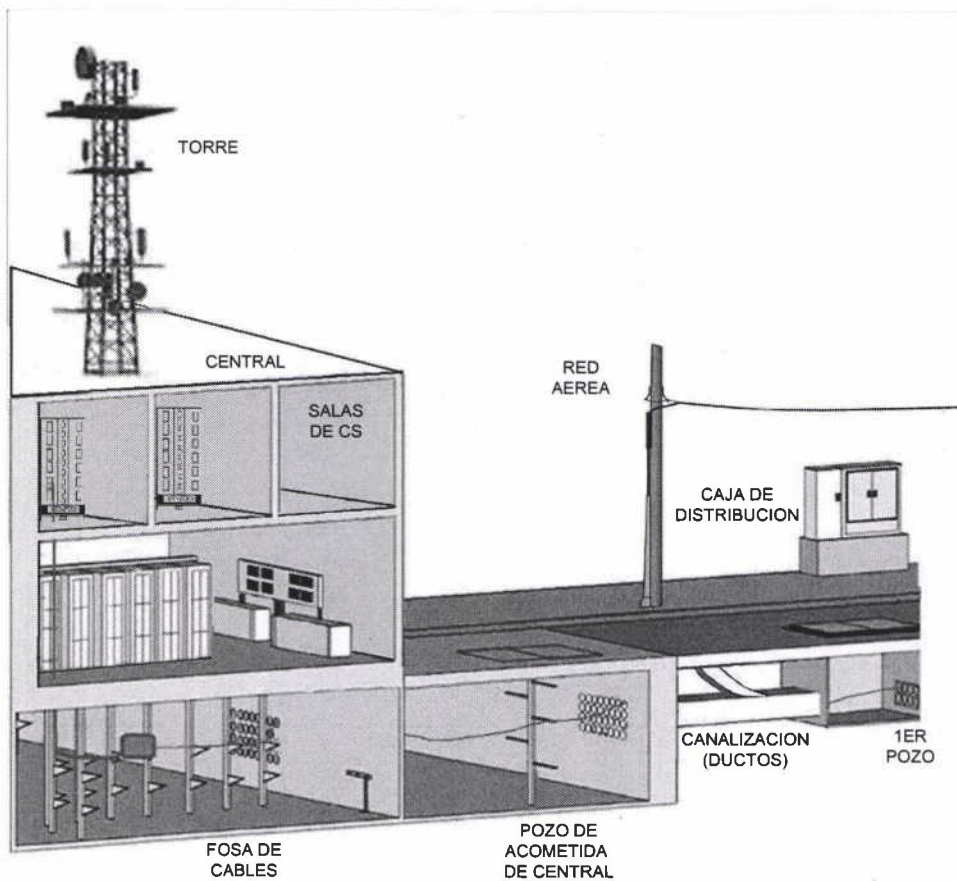 TORRE
CENTRAL
SALAS
DE CS
RED
AEREA
CAJA DE
DISTRIBUCION
CANALIZACION
(DUCTOS)
1ER
POZO
FOSA DE
CABLES
POZO DE
ACOMETIDA
DE CENTRAL